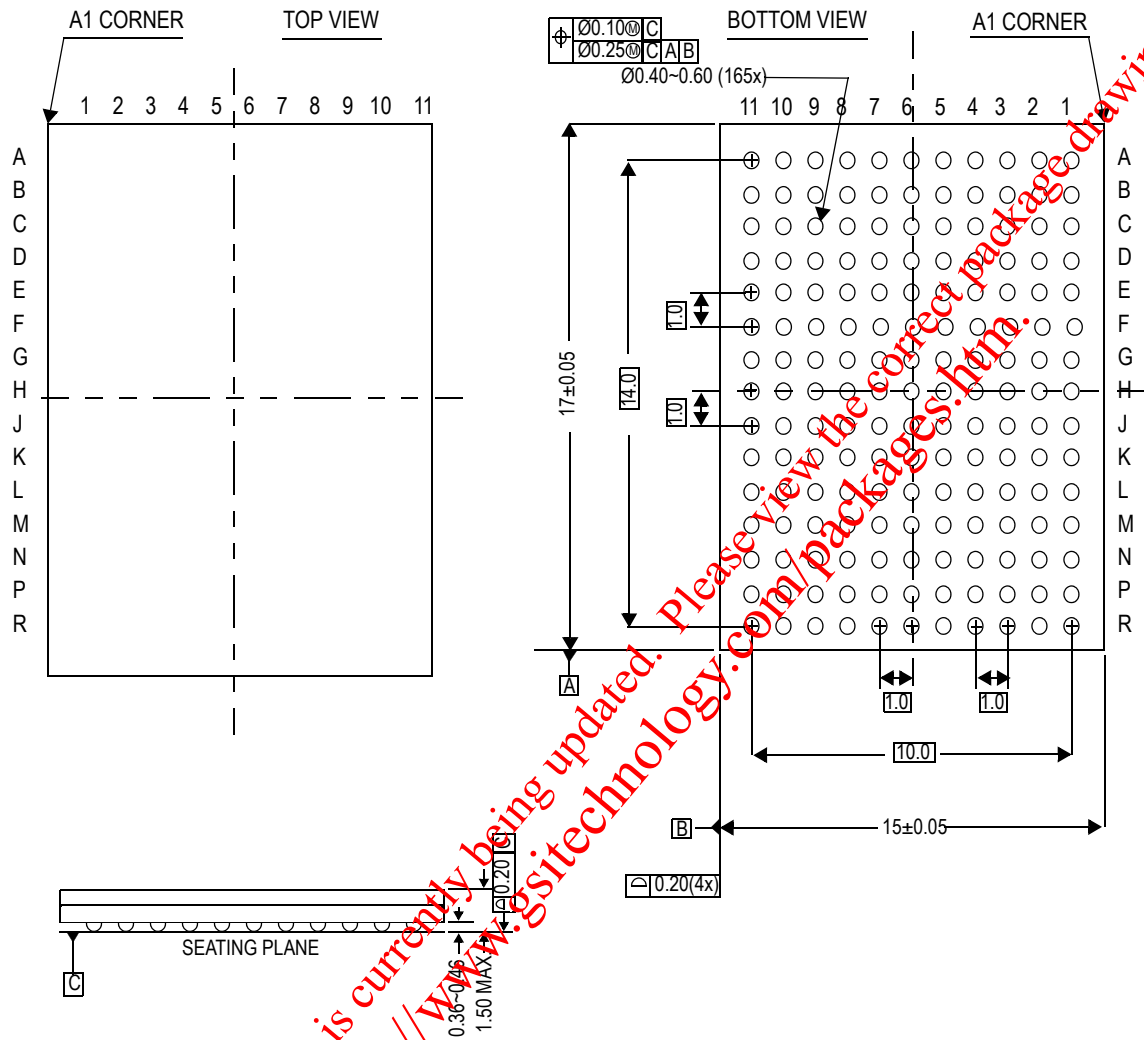 A1 CORNER
TOP VIEW
1 2 3 4 5 6 7 8 9 10 11
A
B
C
D
E
F
G
H
J
K
L
M
N
P
R
Ø0.10Ⓜ C
Ø0.25Ⓜ C A B
Ø0.40~0.60 (165x)
BOTTOM VIEW
A1 CORNER
11 10 9 8 7 6 5 4 3 2 1
A
B
C
D
E
F
G
H
J
K
L
M
N
P
R
17±0.05
14.0
1.0
1.0
A
1.0
1.0
10.0
B
15±0.05
0.20(4x)
SEATING PLANE
C
0.20 C
0.36~0.46
1.50 MAX.
is currently being updated. Please view the correct package
//www.gsitechnology.com/packages.htm.